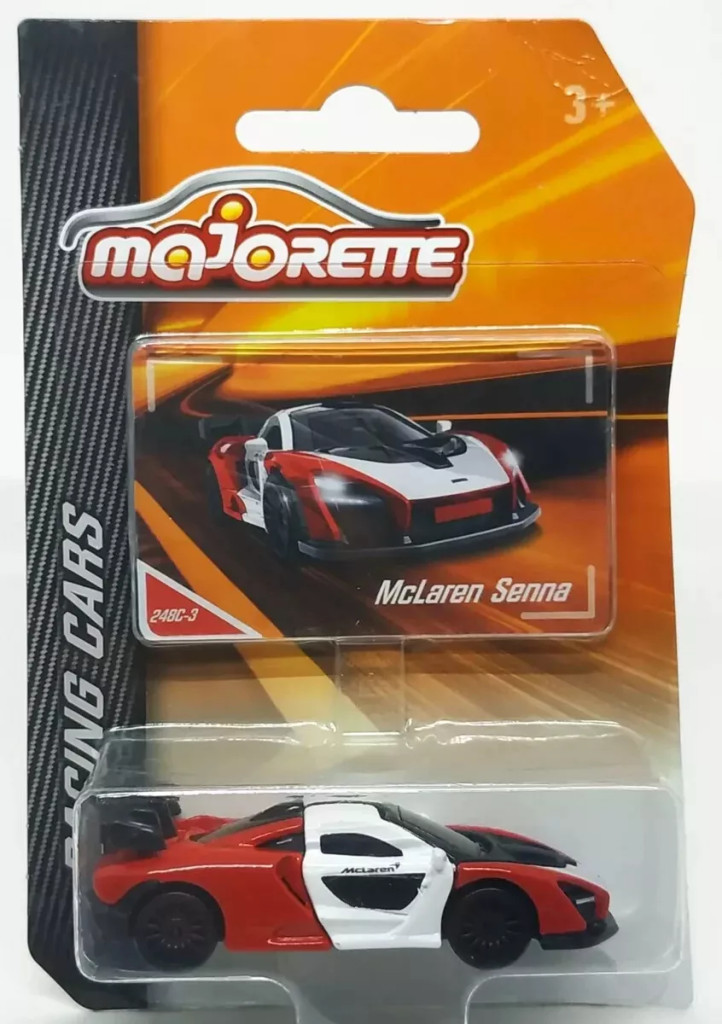 3+
MAJORETTE
McLaren Senna
248C-3
RACING CARS
McLaren